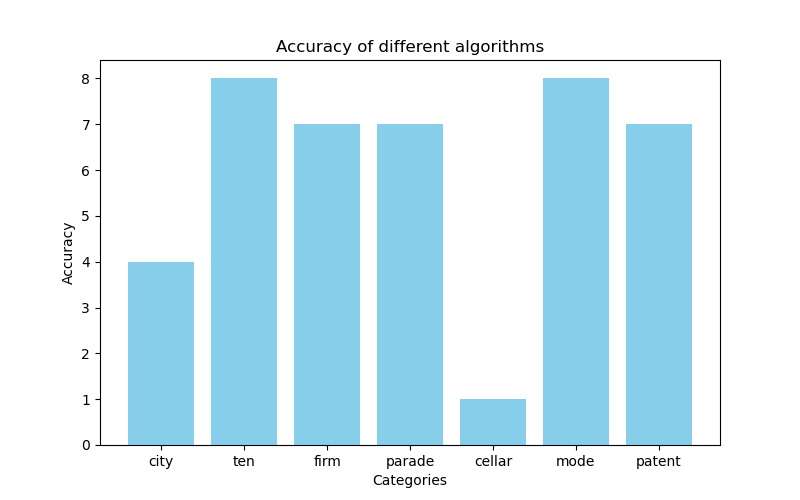 Accuracy of different algorithms
8
7
6
5
4
3
2
1
0
Accuracy
city ten firm parade cellar mode patent
Categories